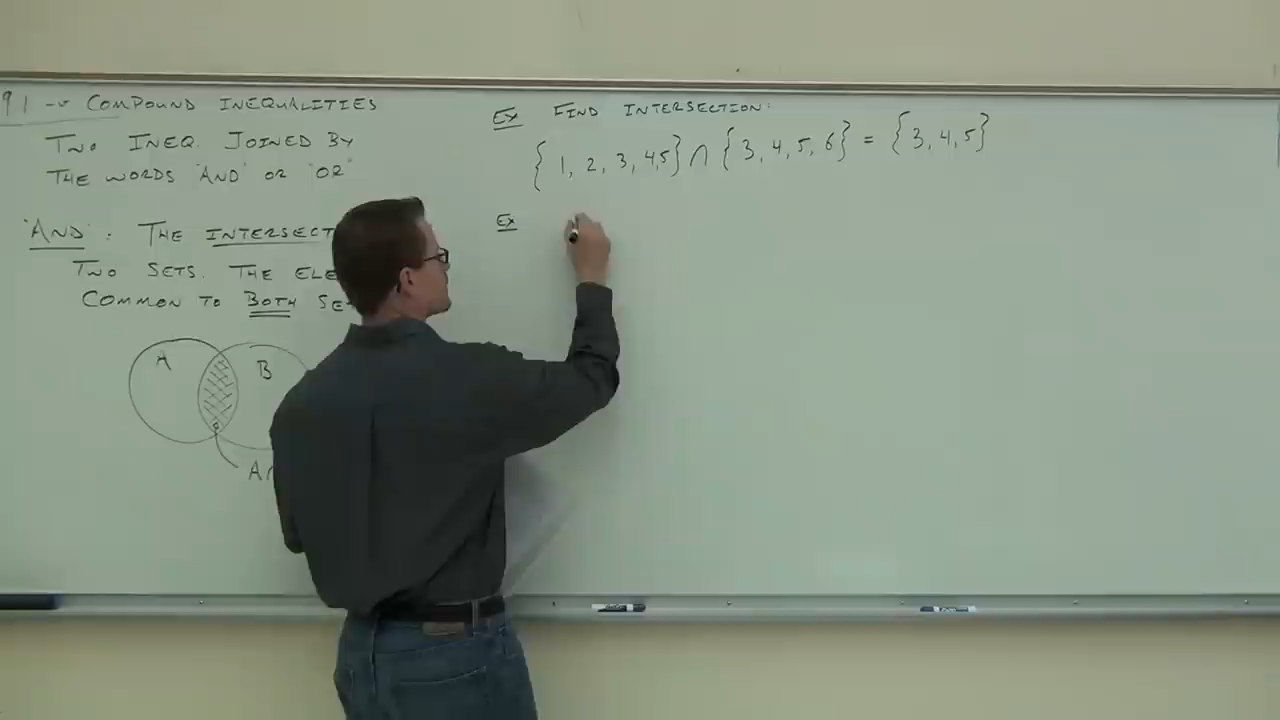 91 → COMPOUND INEQUALITIES
TWO INEQ. JOINED BY
THE WORDS "AND" OR "OR"
"AND": THE INTERSECT
TWO SETS. THE ELE
COMMON TO BOTH SE
A
B
A∩
EX FIND INTERSECTION:
{1, 2, 3, 4, 5} ∩ {3, 4, 5, 6} = {3, 4, 5}
EX